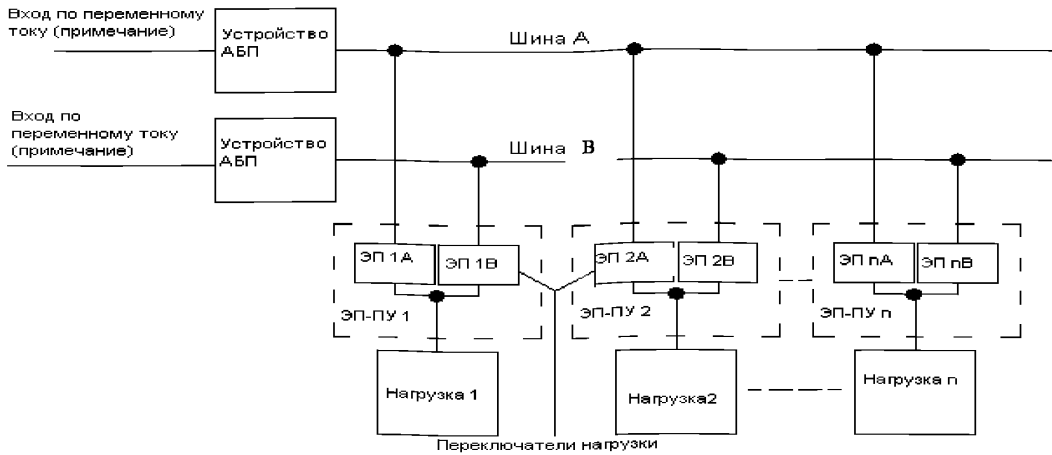 Вход по переменному
току (примечание)
Устройство
АБП
Шина А
Вход по
переменному току
(примечание)
Устройство
АБП
Шина В
ЭП 1А
ЭП 1В
ЭП 2А
ЭП 2В
ЭП nА
ЭП nВ
ЭП-ПУ 1
ЭП-ПУ 2
ЭП-ПУ n
Нагрузка 1
Нагрузка2
Нагрузка n
Переключатели нагрузки